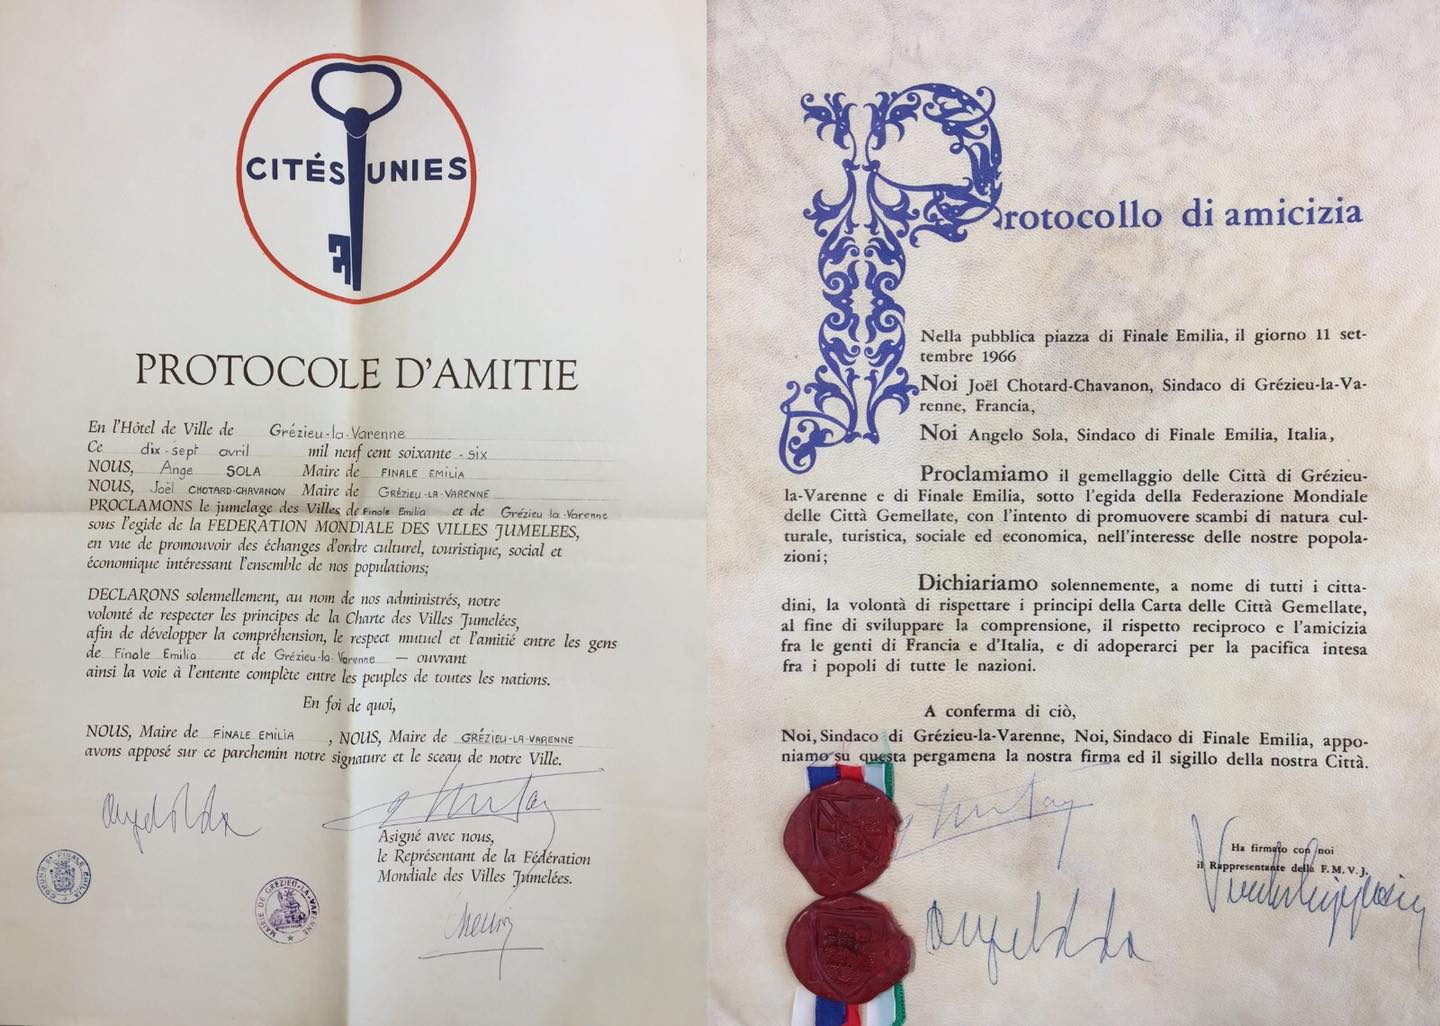 CITÉS UNIES
PROTOCOLE D'AMITIE
En l'Hôtel de Ville de Grézieu-la-Varenne
Ce dix-sept avril mil neuf cent soixante-six
NOUS, Ange SOLA Maire de FINALE EMILIA
NOUS, Joël CHOTARD-CHAVANON Maire de GRÉZIEU-LA-VARENNE
PROCLAMONS le jumelage des Villes de Finale Emilia et de Grézieu la Varenne
sous l'egide de la FEDERATION MONDIALE DES VILLES JUMELEES,
en vue de promouvoir des échanges d'ordre culturel, touristique, social et
économique intéressant l'ensemble de nos populations;
DECLARONS solennellement, au nom de nos administrés, notre
volonté de respecter les principes de la Charte des Villes Jumelées,
afin de développer la compréhension, le respect mutuel et l'amitié entre les gens
de Finale Emilia et de Grézieu-la-Varenne — ouvrant
ainsi la voie à l'entente complète entre les peuples de toutes les nations.
En foi de quoi,
NOUS, Maire de FINALE EMILIA, NOUS, Maire de GRÉZIEU-LA-VARENNE
avons apposé sur ce parchemin notre signature et le sceau de notre Ville.
Asigné avec nous,
le Représentant de la Fédération
Mondiale des Villes Jumelées.
COMUNE DI FINALE EMILIA
MAIRIE DE GRÉZIEU-LA-VARENNE
Protocollo di amicizia
Nella pubblica piazza di Finale Emilia, il giorno 11 set-
tembre 1966
Noi Joël Chotard-Chavanon, Sindaco di Grézieu-la-Va-
renne, Francia,
Noi Angelo Sola, Sindaco di Finale Emilia, Italia,
Proclamiamo il gemellaggio delle Città di Grézieu-
la-Varenne e di Finale Emilia, sotto l'egida della Federazione Mondiale
delle Città Gemellate, con l'intento di promuovere scambi di natura cul-
turale, turistica, sociale ed economica, nell'interesse delle nostre popola-
zioni;
Dichiariamo solennemente, a nome di tutti i citta-
dini, la volontà di rispettare i principi della Carta delle Città Gemellate,
al fine di sviluppare la comprensione, il rispetto reciproco e l'amicizia
fra le genti di Francia e d'Italia, e di adoperarci per la pacifica intesa
fra i popoli di tutte le nazioni.
A conferma di ciò,
Noi, Sindaco di Grézieu-la-Varenne, Noi, Sindaco di Finale Emilia, appo-
niamo su questa pergamena la nostra firma ed il sigillo della nostra Città.
Ha firmato con noi
il Rappresentante della F.M.V.J.